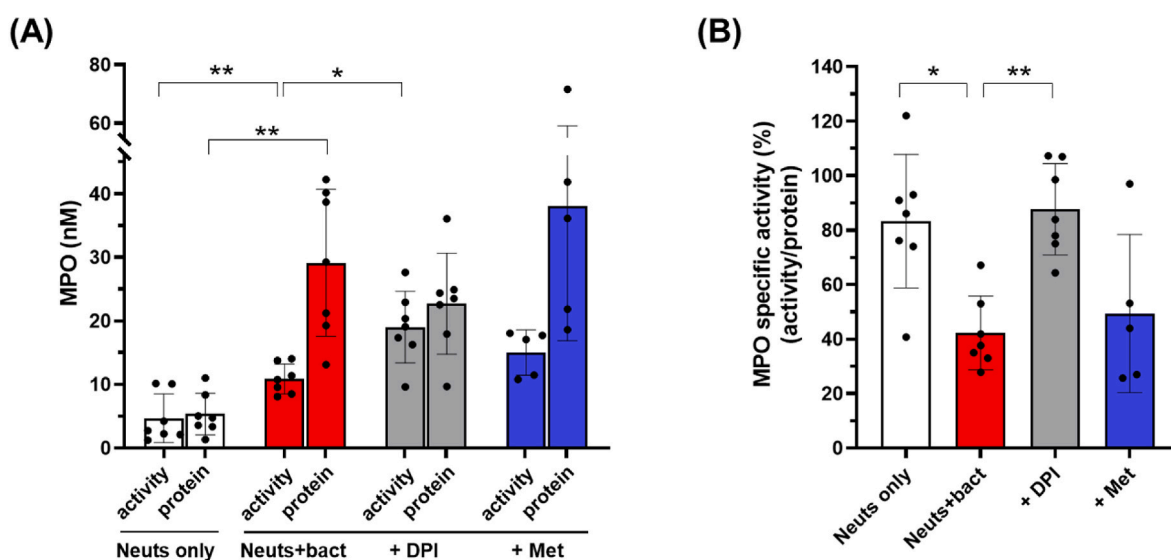 (A)
MPO (nM)
80
60
40
30
20
10
0
**
*
**
activity
protein
activity
protein
activity
protein
activity
protein
Neuts only
Neuts+bact
+ DPI
+ Met
(B)
MPO specific activity (%)
(activity/protein)
140
120
100
80
60
40
20
0
*
**
Neuts only
Neuts+bact
+ DPI
+ Met